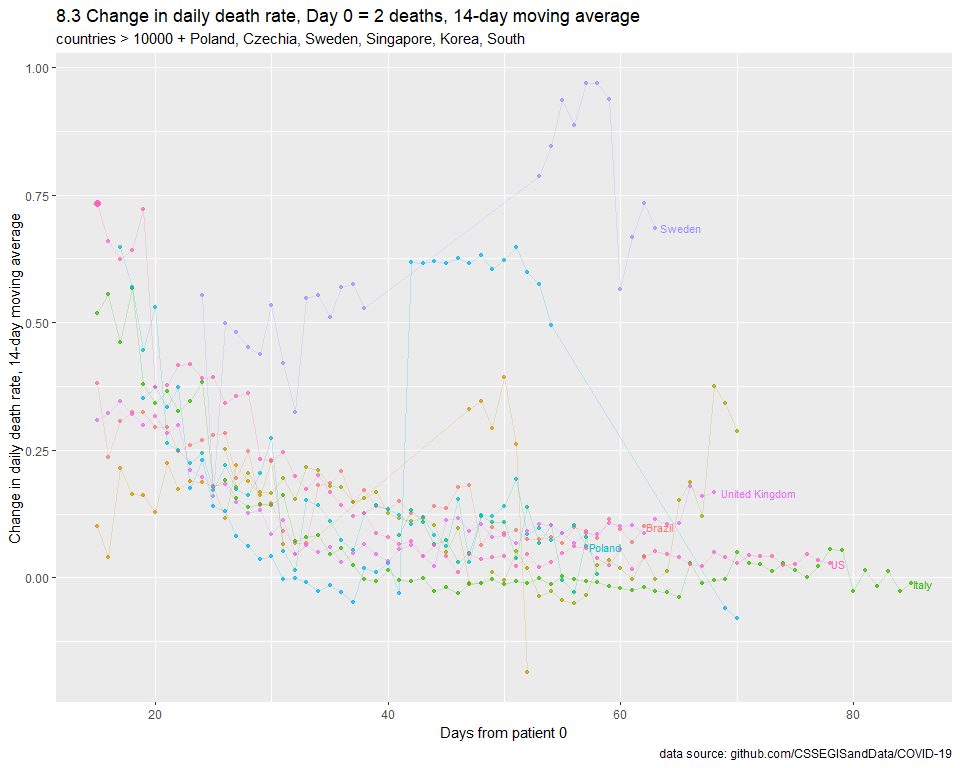 8.3 Change in daily death rate, Day 0 = 2 deaths, 14-day moving average
countries > 10000 + Poland, Czechia, Sweden, Singapore, Korea, South
1.00
0.75
0.50
0.25
0.00
Change in daily death rate, 14-day moving average
Sweden
United Kingdom
Brazil
Poland
US
Italy
20
40
60
80
Days from patient 0
data source: github.com/CSSEGISandData/COVID-19